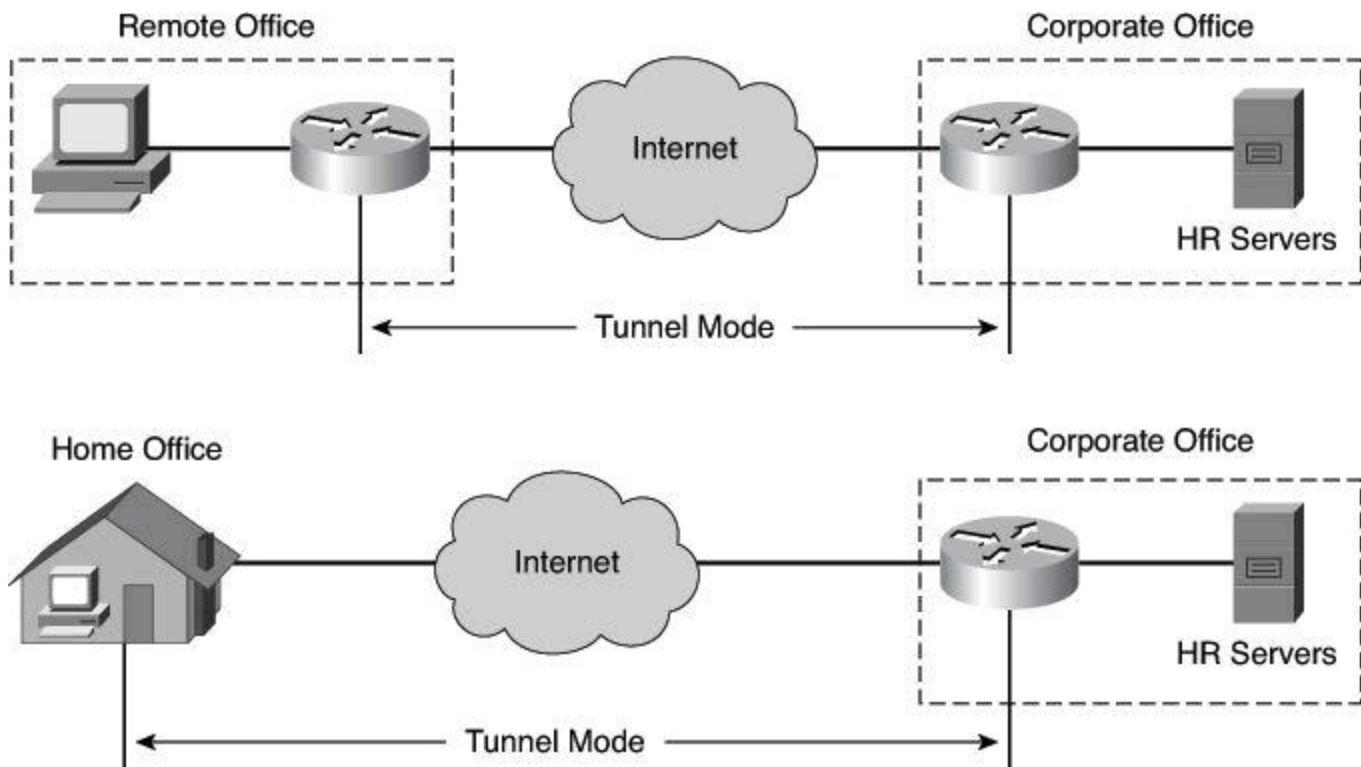 Remote Office
Corporate Office
Internet
HR Servers
Tunnel Mode
Home Office
Corporate Office
Internet
HR Servers
Tunnel Mode